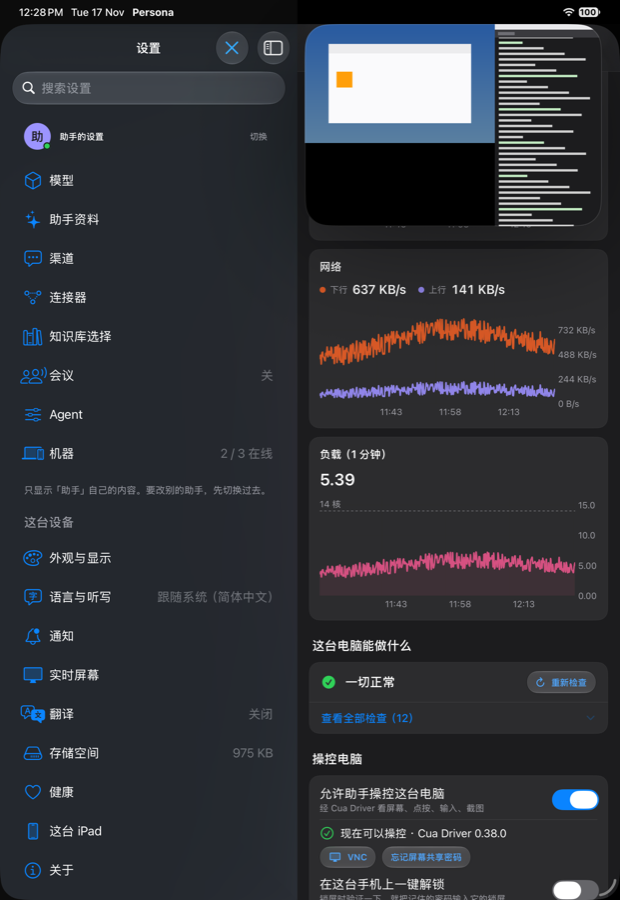 12:28 PM Tue 17 Nov Persona
100
设置
搜索设置
助
助手的设置
切换
模型
助手资料
渠道
连接器
知识库选择
会议
关
Agent
机器
2 / 3 在线
只显示「助手」自己的内容。要改别的助手，先切换过去。
这台设备
外观与显示
语言与听写
跟随系统（简体中文）
通知
实时屏幕
翻译
关闭
存储空间
975 KB
健康
这台 iPad
关于
网络
下行 637 KB/s 上行 141 KB/s
732 KB/s
488 KB/s
244 KB/s
0 B/s
11:43 11:58 12:13
负载（1 分钟）
5.39
14 核
15.0
10.0
5.00
0.00
11:43 11:58 12:13
这台电脑能做什么
一切正常
重新检查
查看全部检查（12）
操控电脑
允许助手操控这台电脑
经 Cua Driver 看屏幕、点按、输入、截图
现在可以操控 · Cua Driver 0.38.0
VNC
忘记屏幕共享密码
在这台手机上一键解锁